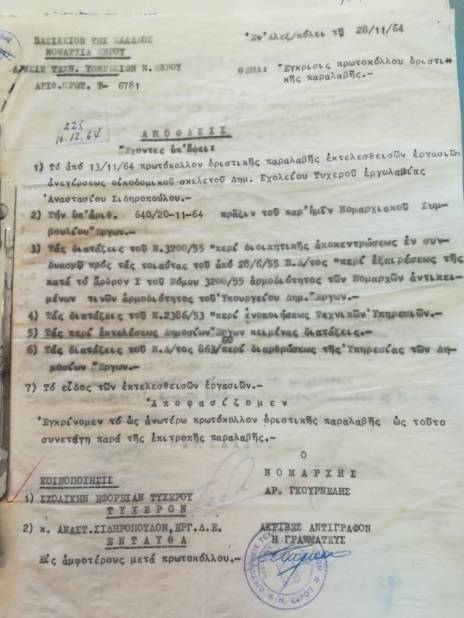 ΒΑΣΙΛΕΙΟΝ ΤΗΣ ΕΛΛΑΔΟΣ
ΝΟΜΑΡΧΙΑ ΕΒΡΟΥ
Δ/ΝΣΙΣ ΤΕΧΝ. ΥΠΗΡΕΣΙΩΝ Ν. ΕΒΡΟΥ
ΑΡΙΘ.ΠΡΩΤ. Τ- 6781
Ἐν Ἀλεξ/πόλει τῇ 28/11/64
ΘΕΜΑ: "Ἔγκρισις πρωτοκόλλου ὁριστικῆς παραλαβῆς.-
225
16.12.64
ΑΠΟΦΑΣΙΣ
Ἔχοντες ὑπ' ὄψει:
1) Τό ἀπό 13/11/64 πρωτόκολλον ὁριστικῆς παραλαβῆς ἐκτελεσθεισῶν ἐργασιῶν
ἀνεγέρσεως οἰκοδομικοῦ σκελετοῦ Δημ. Σχολείου Τυχεροῦ ἐργολαβίας
Ἀναστασίου Σιδηροπούλου.-
2) Τήν ὑπ'ἀριθ. 640/20-11-64 πρᾶξιν τοῦ παρ'ἡμῖν Νομαρχιακοῦ Συμ-
βουλίου Ἔργων.-
3) Τάς διατάξεις τοῦ Ν.3200/55 "περί διοικητικῆς ἀποκεντρώσεως ἐν συν-
δυασμῷ πρός τάς τοιαύτας τοῦ ἀπό 28/6/55 Β.Δ/τος "περί ἐξαιρέσεως τῆς
κατά τό ἄρθρον Ι τοῦ Νόμου 3200/55 ἁρμοδιότητος τῶν Νομαρχῶν ἀντικει-
μένων τινῶν ἁρμοδιότητος τοῦ Ὑπουργείου Δημ. Ἔργων.-
4) Τάς διατάξεις τοῦ Ν.2386/53 "περί ἑνοποιήσεως Τεχνικῶν Ὑπηρεσιῶν.-
5) Τάς περί ἐκτελέσεως Δημοσίων Ἔργων κειμένας διατάξεις.-
6) Τάς διατάξεις τοῦ Ν.Δ/τος 863/60 περί διαρθρώσεως τῆς Ὑπηρεσίας τῶν Δη-
μοσίων Ἔργων.-
7) Τό εἶδος τῶν ἐκτελεσθεισῶν ἐργασιῶν.-
Ἀποφασίζομεν
Ἐγκρίνομεν τό ὡς ἀνωτέρω πρωτόκολλον ὁριστικῆς παραλαβῆς ὡς τοῦτο
συνετάγη παρά τῆς ἐπιτροπῆς παραλαβῆς.-
Ο
ΝΟΜΑΡΧΗΣ
ΑΡ. ΓΚΟΥΡΝΕΛΗΣ
ΚΟΙΝΟΠΟΙΗΣΙΣ
1) ΣΧΟΛΙΚΗΝ ΕΦΟΡΕΙΑΝ ΤΥΧΕΡΟΥ
ΤΥΧΕΡΟΝ
2) κ. ΑΝΑΣΤ.ΣΙΔΗΡΟΠΟΥΛΟΝ,ΕΡΓ.Δ.Ε.
ΕΝΤΑΥΘΑ
Εἰς ἀμφοτέρους μετά πρωτοκόλλου.-
ΑΚΡΙΒΕΣ ΑΝΤΙΓΡΑΦΟΝ
Ἡ ΓΡΑΜΜΑΤΕΥΣ
Ν. ΕΒΡΟΥ